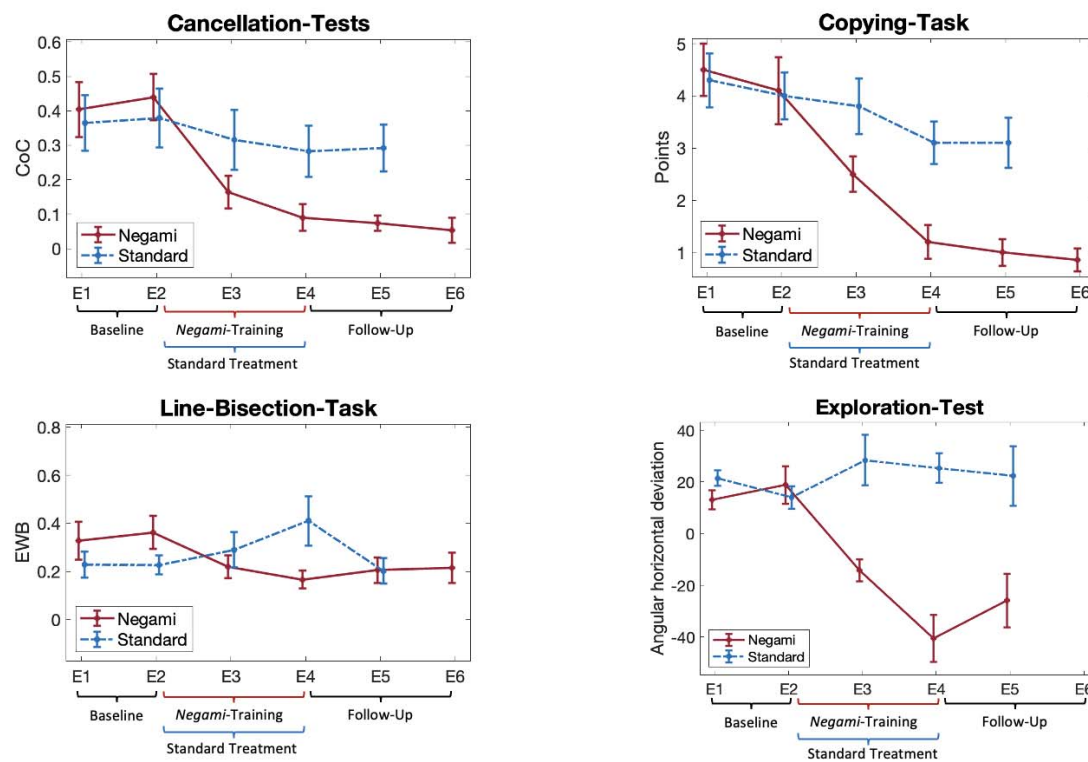 Cancellation-Tests
0.6
0.5
0.4
0.3
0.2
0.1
0
CoC
Negami
Standard
E1 E2 E3 E4 E5 E6
Baseline Negami-Training Follow-Up
Standard Treatment
Copying-Task
5
4
3
2
1
Points
Negami
Standard
E1 E2 E3 E4 E5 E6
Baseline Negami-Training Follow-Up
Standard Treatment
Line-Bisection-Task
0.8
0.6
0.4
0.2
0
EWB
Negami
Standard
E1 E2 E3 E4 E5 E6
Baseline Negami-Training Follow-Up
Standard Treatment
Exploration-Test
40
20
0
-20
-40
Angular horizontal deviation
Negami
Standard
E1 E2 E3 E4 E5 E6
Baseline Negami-Training Follow-Up
Standard Treatment